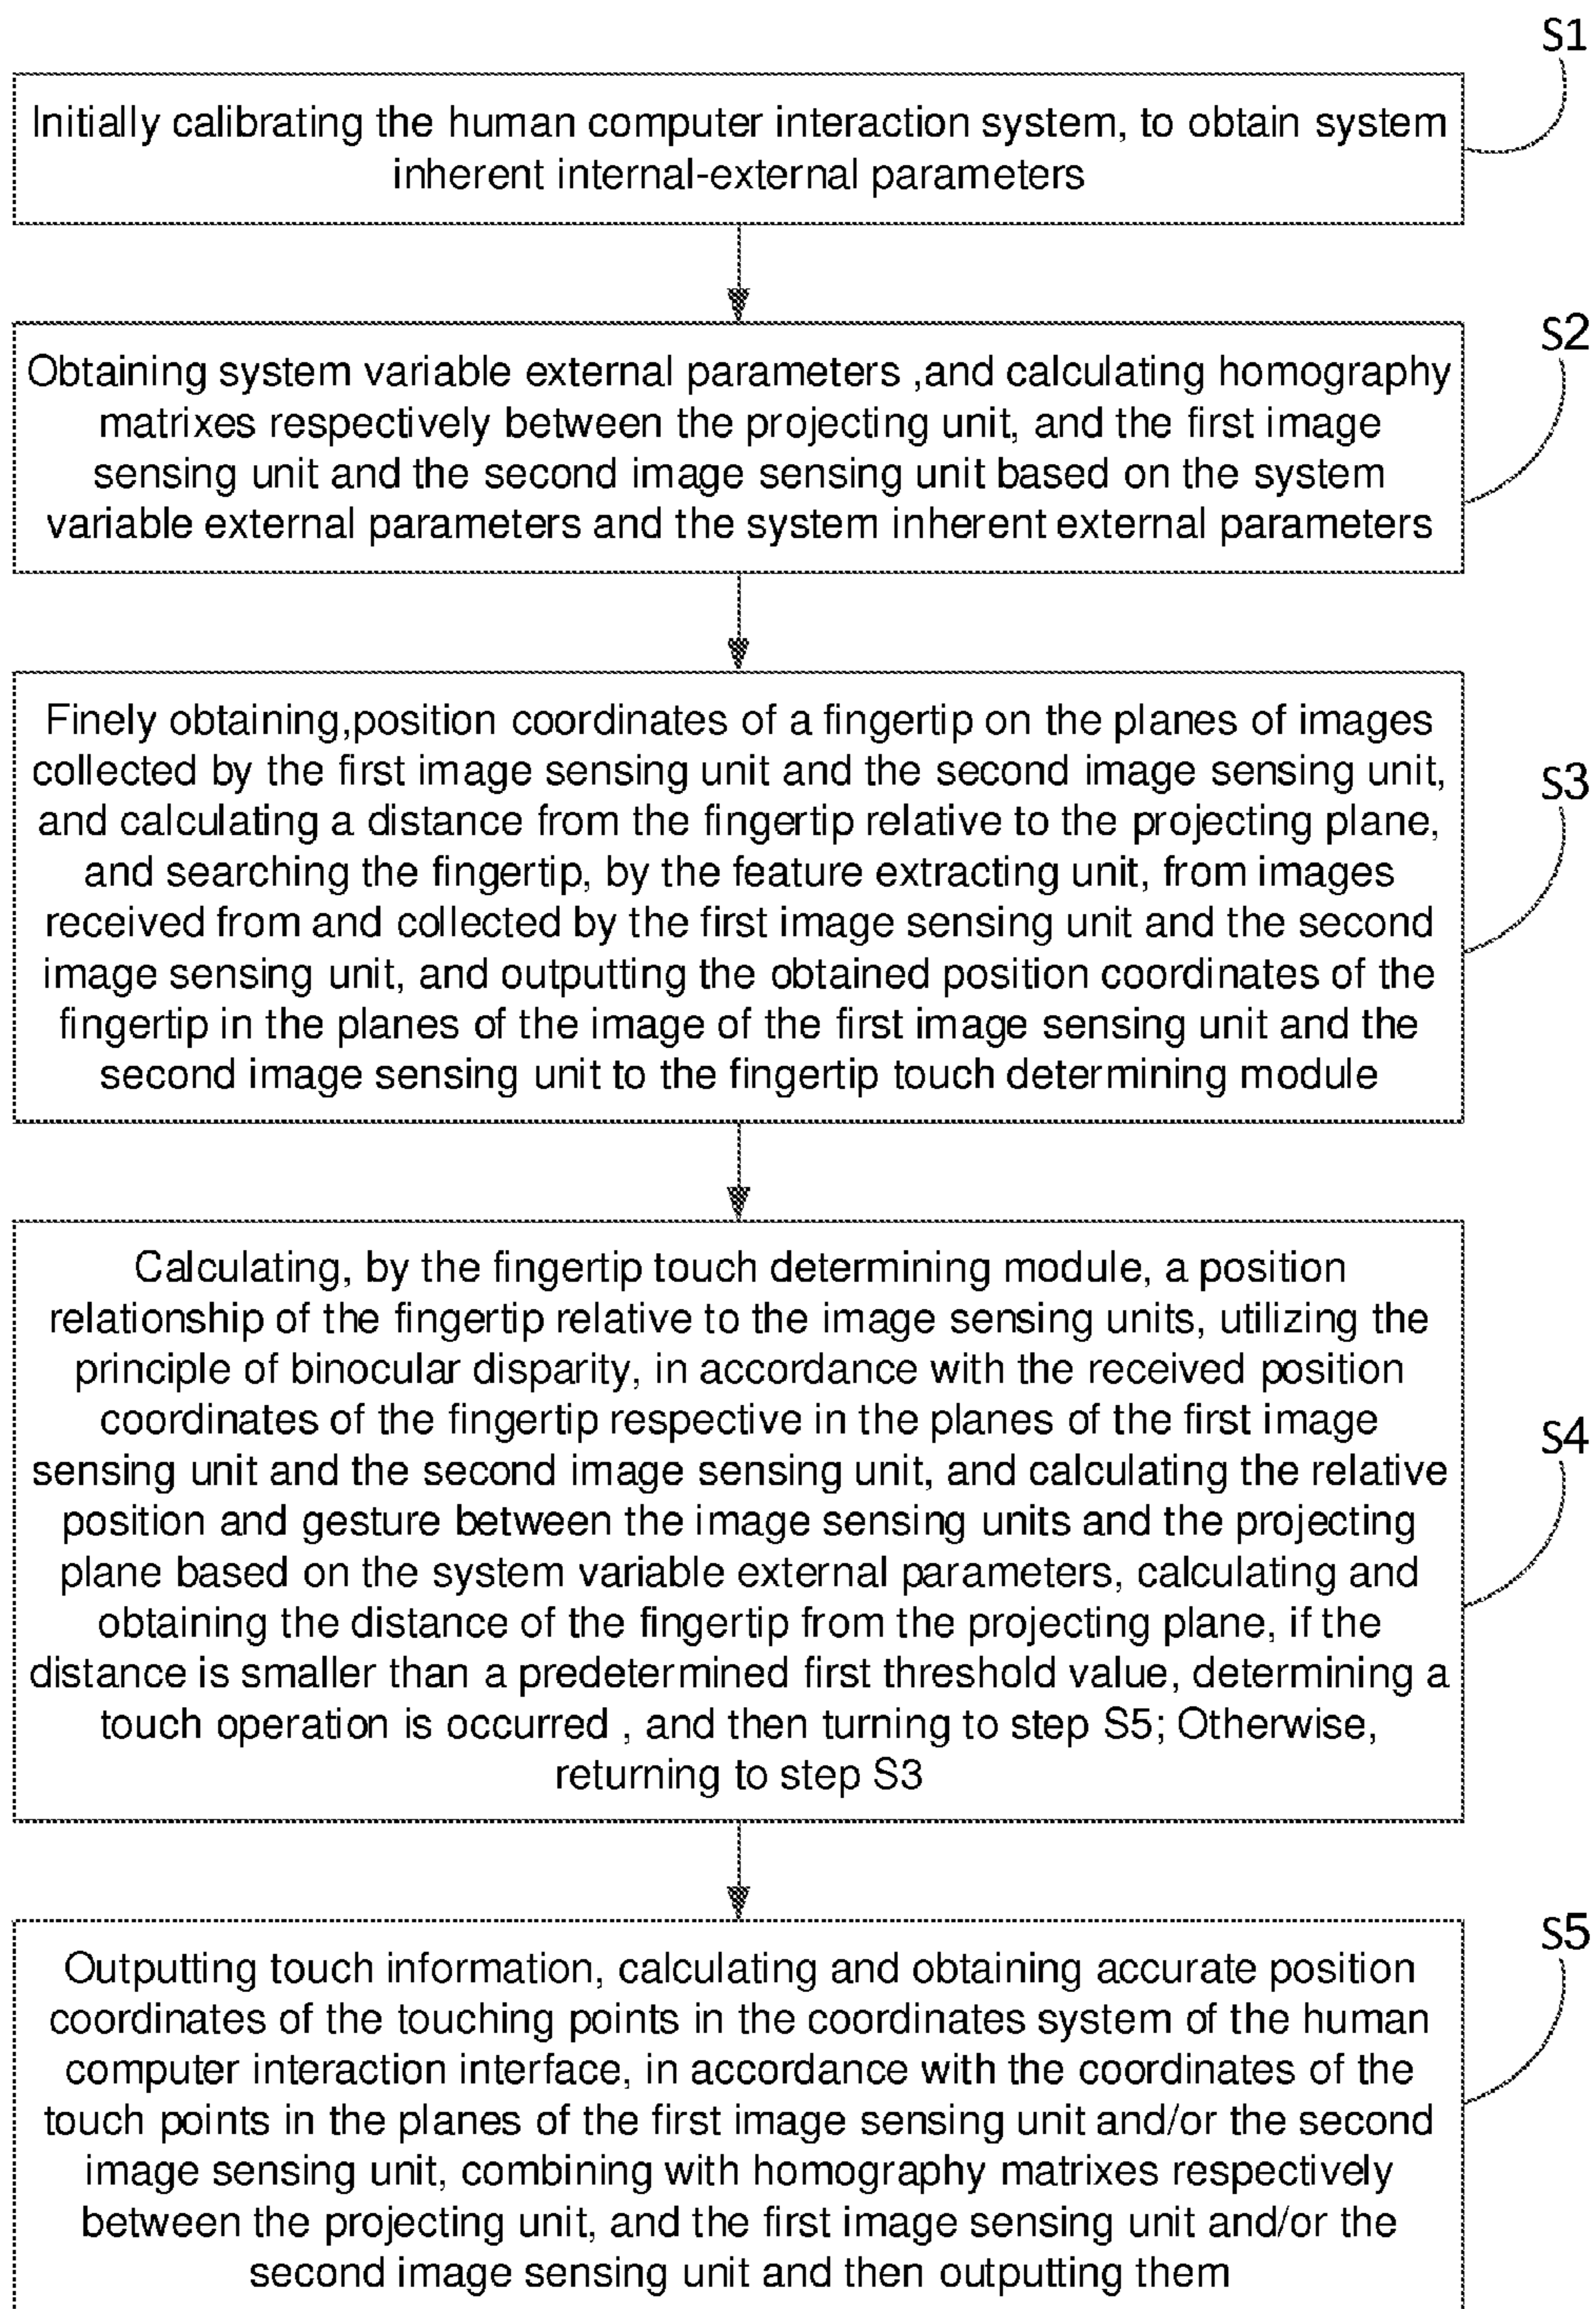 S1
Initially calibrating the human computer interaction system, to obtain system
inherent internal-external parameters
S2
Obtaining system variable external parameters ,and calculating homography
matrixes respectively between the projecting unit, and the first image
sensing unit and the second image sensing unit based on the system
variable external parameters and the system inherent external parameters
S3
Finely obtaining,position coordinates of a fingertip on the planes of images
collected by the first image sensing unit and the second image sensing unit,
and calculating a distance from the fingertip relative to the projecting plane,
and searching the fingertip, by the feature extracting unit, from images
received from and collected by the first image sensing unit and the second
image sensing unit, and outputting the obtained position coordinates of the
fingertip in the planes of the image of the first image sensing unit and the
second image sensing unit to the fingertip touch determining module
S4
Calculating, by the fingertip touch determining module, a position
relationship of the fingertip relative to the image sensing units, utilizing the
principle of binocular disparity, in accordance with the received position
coordinates of the fingertip respective in the planes of the first image
sensing unit and the second image sensing unit, and calculating the relative
position and gesture between the image sensing units and the projecting
plane based on the system variable external parameters, calculating and
obtaining the distance of the fingertip from the projecting plane, if the
distance is smaller than a predetermined first threshold value, determining a
touch operation is occurred , and then turning to step S5; Otherwise,
returning to step S3
S5
Outputting touch information, calculating and obtaining accurate position
coordinates of the touching points in the coordinates system of the human
computer interaction interface, in accordance with the coordinates of the
touch points in the planes of the first image sensing unit and/or the second
image sensing unit, combining with homography matrixes respectively
between the projecting unit, and the first image sensing unit and/or the
second image sensing unit and then outputting them